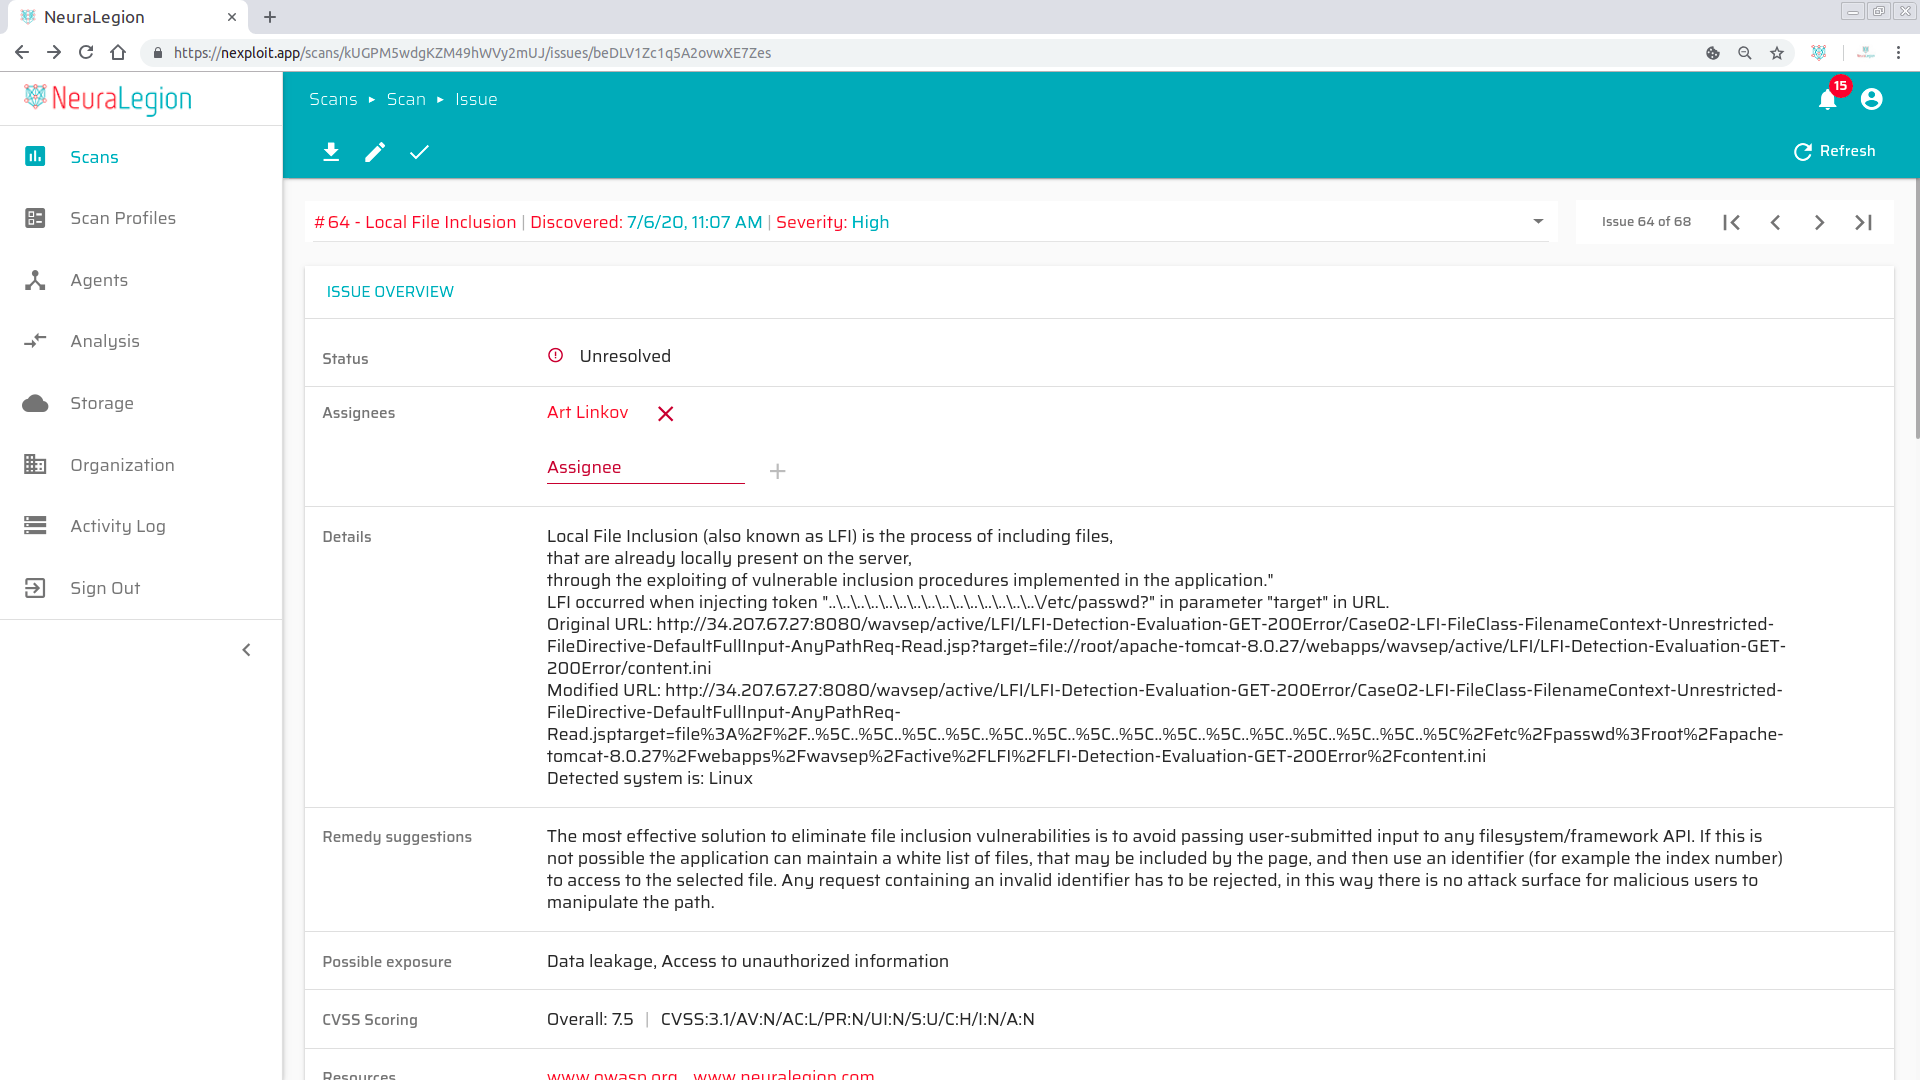 NeuraLegion
https://nexploit.app/scans/kUGPM5wdgKZM49hWVy2mUJ/issues/beDLV1Zc1q5A2ovwXE7Zes
NeuraLegion
Scans ▸ Scan ▸ Issue
15
Refresh
Scans
Scan Profiles
Agents
Analysis
Storage
Organization
Activity Log
Sign Out
#64 - Local File Inclusion | Discovered: 7/6/20, 11:07 AM | Severity: High
Issue 64 of 68
ISSUE OVERVIEW
Status
Unresolved
Assignees
Art Linkov
Assignee
Details
Local File Inclusion (also known as LFI) is the process of including files,
that are already locally present on the server,
through the exploiting of vulnerable inclusion procedures implemented in the application."
LFI occurred when injecting token "..\..\..\..\..\..\..\..\..\..\..\..\..\..\..\/etc/passwd?" in parameter "target" in URL.
Original URL: http://34.207.67.27:8080/wavsep/active/LFI/LFI-Detection-Evaluation-GET-200Error/Case02-LFI-FileClass-FilenameContext-Unrestricted-
FileDirective-DefaultFullInput-AnyPathReq-Read.jsp?target=file://root/apache-tomcat-8.0.27/webapps/wavsep/active/LFI/LFI-Detection-Evaluation-GET-
200Error/content.ini
Modified URL: http://34.207.67.27:8080/wavsep/active/LFI/LFI-Detection-Evaluation-GET-200Error/Case02-LFI-FileClass-FilenameContext-Unrestricted-
FileDirective-DefaultFullInput-AnyPathReq-
Read.jsptarget=file%3A%2F%2F..%5C..%5C..%5C..%5C..%5C..%5C..%5C..%5C..%5C..%5C..%5C..%5C..%5C..%5C..%5C%2Fetc%2Fpasswd%3Froot%2Fapache-
tomcat-8.0.27%2Fwebapps%2Fwavsep%2Factive%2FLFI%2FLFI-Detection-Evaluation-GET-200Error%2Fcontent.ini
Detected system is: Linux
Remedy suggestions
The most effective solution to eliminate file inclusion vulnerabilities is to avoid passing user-submitted input to any filesystem/framework API. If this is
not possible the application can maintain a white list of files, that may be included by the page, and then use an identifier (for example the index number)
to access to the selected file. Any request containing an invalid identifier has to be rejected, in this way there is no attack surface for malicious users to
manipulate the path.
Possible exposure
Data leakage, Access to unauthorized information
CVSS Scoring
Overall: 7.5 | CVSS:3.1/AV:N/AC:L/PR:N/UI:N/S:U/C:H/I:N/A:N
Resources
www.owasp.org www.neuralegion.com